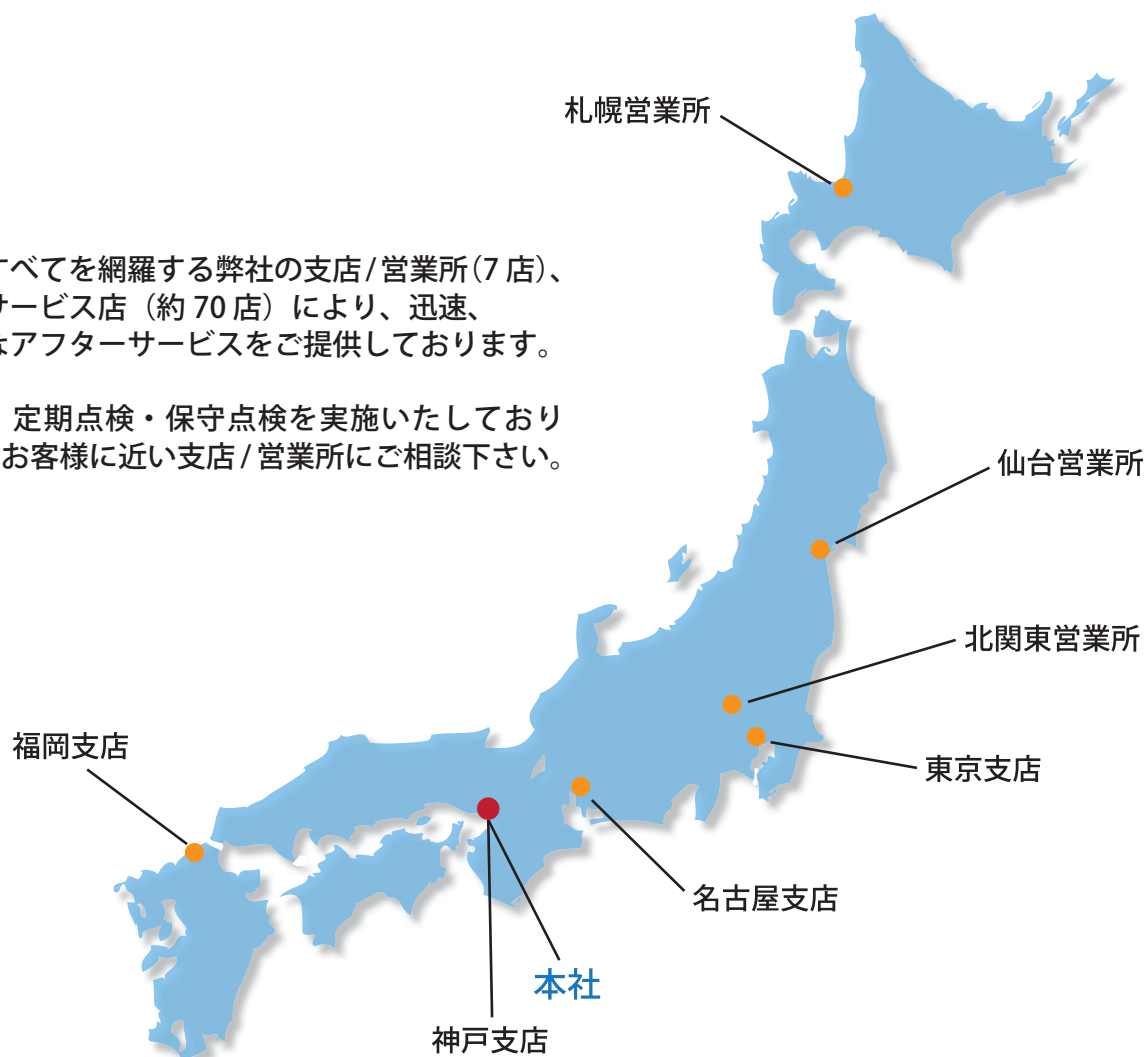 札幌営業所
すべてを網羅する弊社の支店/営業所(7店)、
サービス店（約70店）により、迅速、
なアフターサービスをご提供しております。
定期点検・保守点検を実施いたしており
お客様に近い支店/営業所にご相談下さい。
仙台営業所
北関東営業所
福岡支店
東京支店
名古屋支店
本社
神戸支店